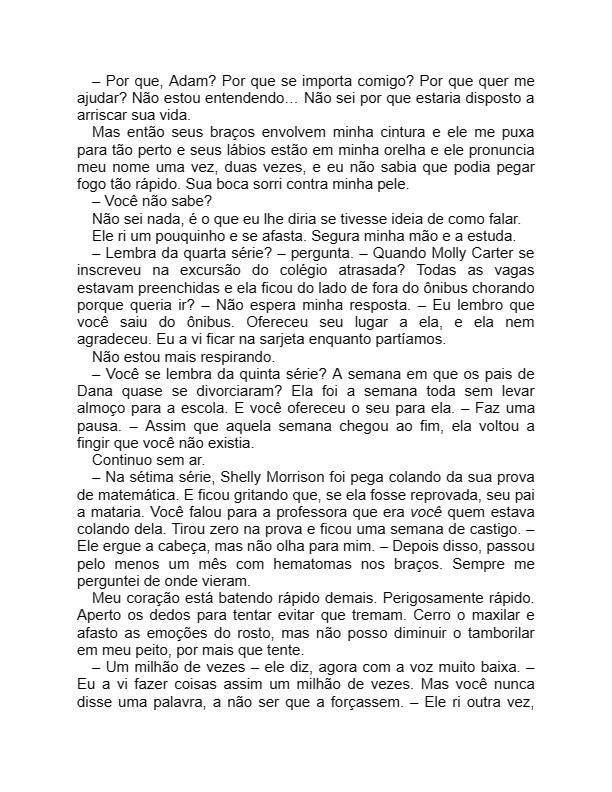 – Por que, Adam? Por que se importa comigo? Por que quer me
ajudar? Não estou entendendo… Não sei por que estaria disposto a
arriscar sua vida.
Mas então seus braços envolvem minha cintura e ele me puxa
para tão perto e seus lábios estão em minha orelha e ele pronuncia
meu nome uma vez, duas vezes, e eu não sabia que podia pegar
fogo tão rápido. Sua boca sorri contra minha pele.
– Você não sabe?
Não sei nada, é o que eu lhe diria se tivesse ideia de como falar.
Ele ri um pouquinho e se afasta. Segura minha mão e a estuda.
– Lembra da quarta série? – pergunta. – Quando Molly Carter se
inscreveu na excursão do colégio atrasada? Todas as vagas
estavam preenchidas e ela ficou do lado de fora do ônibus chorando
porque queria ir? – Não espera minha resposta. – Eu lembro que
você saiu do ônibus. Ofereceu seu lugar a ela, e ela nem
agradeceu. Eu a vi ficar na sarjeta enquanto partíamos.
Não estou mais respirando.
– Você se lembra da quinta série? A semana em que os pais de
Dana quase se divorciaram? Ela foi a semana toda sem levar
almoço para a escola. E você ofereceu o seu para ela. – Faz uma
pausa. – Assim que aquela semana chegou ao fim, ela voltou a
fingir que você não existia.
Continuo sem ar.
– Na sétima série, Shelly Morrison foi pega colando da sua prova
de matemática. E ficou gritando que, se ela fosse reprovada, seu pai
a mataria. Você falou para a professora que era você quem estava
colando dela. Tirou zero na prova e ficou uma semana de castigo. –
Ele ergue a cabeça, mas não olha para mim. – Depois disso, passou
pelo menos um mês com hematomas nos braços. Sempre me
perguntei de onde vieram.
Meu coração está batendo rápido demais. Perigosamente rápido.
Aperto os dedos para tentar evitar que tremam. Cerro o maxilar e
afasto as emoções do rosto, mas não posso diminuir o tamborilar
em meu peito, por mais que tente.
– Um milhão de vezes – ele diz, agora com a voz muito baixa. –
Eu a vi fazer coisas assim um milhão de vezes. Mas você nunca
disse uma palavra, a não ser que a forçassem. – Ele ri outra vez,